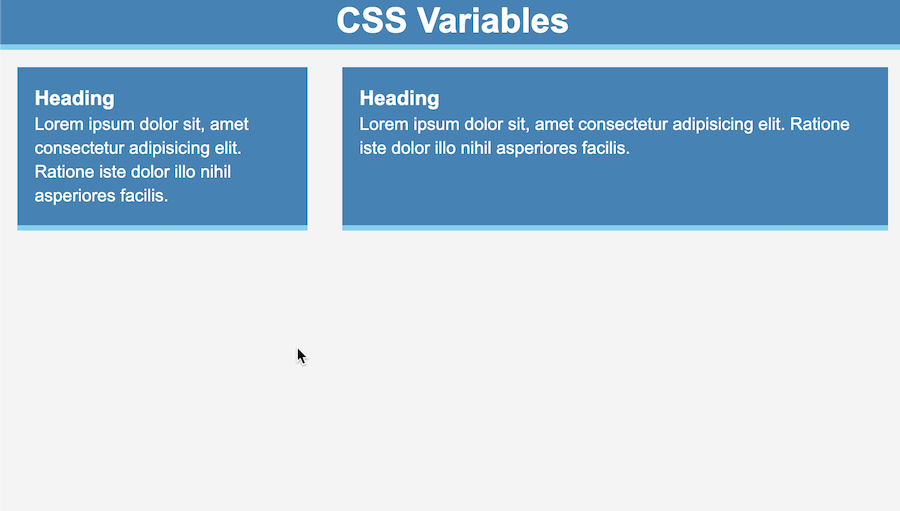 CSS Variables
Heading
Lorem ipsum dolor sit, amet
consectetur adipisicing elit.
Ratione iste dolor illo nihil
asperiores facilis.
Heading
Lorem ipsum dolor sit, amet consectetur adipisicing elit. Ratione
iste dolor illo nihil asperiores facilis.